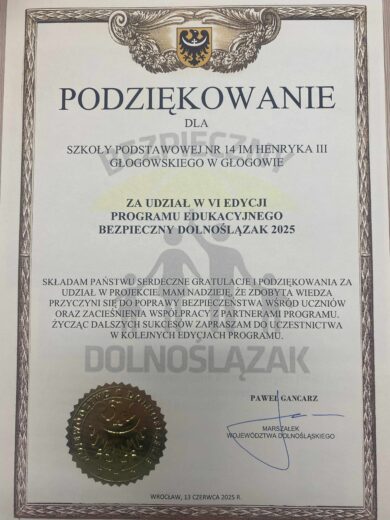 PODZIĘKOWANIE
DLA
SZKOŁY PODSTAWOWEJ NR 14 IM HENRYKA III
GŁOGOWSKIEGO W GŁOGOWIE
BEZPIECZNY
ZA UDZIAŁ W VI EDYCJI
PROGRAMU EDUKACYJNEGO
BEZPIECZNY DOLNOŚLĄZAK 2025
SKŁADAM PAŃSTWU SERDECZNE GRATULACJE I PODZIĘKOWANIA ZA
UDZIAŁ W PROJEKCIE. MAM NADZIEJĘ, ŻE ZDOBYTA WIEDZA
PRZYCZYNI SIĘ DO POPRAWY BEZPIECZEŃSTWA WŚRÓD UCZNIÓW
ORAZ ZACIEŚNIENIA WSPÓŁPRACY Z PARTNERAMI PROGRAMU.
ŻYCZĄC DALSZYCH SUKCESÓW ZAPRASZAM DO UCZESTNICTWA
W KOLEJNYCH EDYCJACH PROGRAMU.
DOLNOŚLĄZAK
PAWEŁ GANCARZ
MARSZAŁEK
WOJEWÓDZTWA DOLNOŚLĄSKIEGO
WROCŁAW, 13 CZERWCA 2025 R.